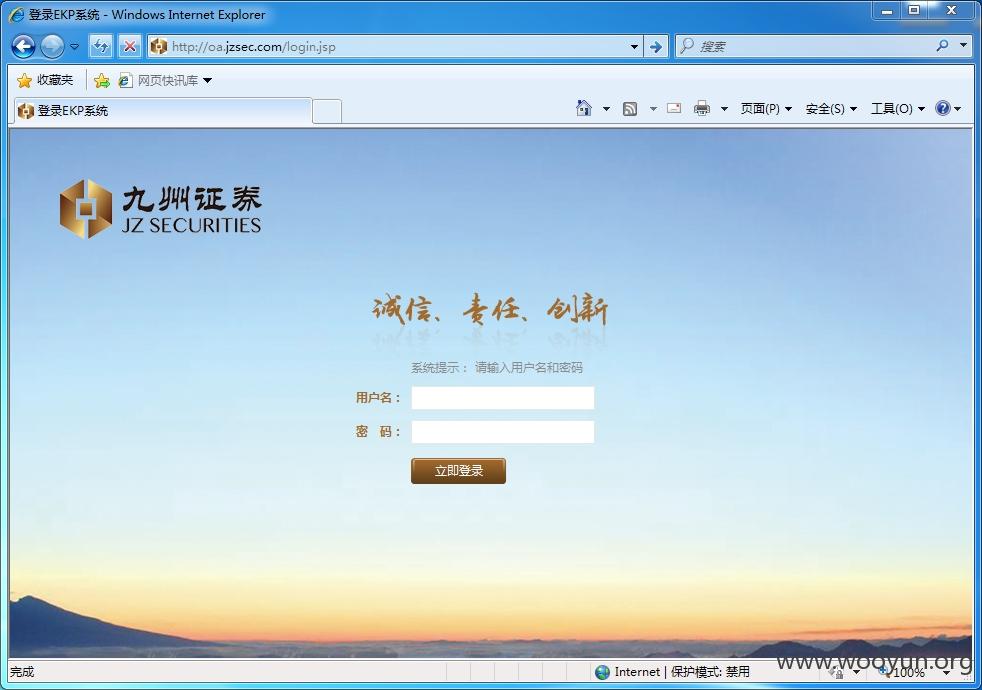 登录EKP系统 - Windows Internet Explorer
http://oa.jzsec.com/login.jsp
搜索
收藏夹
网页快讯库
登录EKP系统
页面(P)
安全(S)
工具(O)
九州证券
JZ SECURITIES
诚信、责任、创新
系统提示： 请输入用户名和密码
用户名：
密 码：
立即登录
完成
Internet | 保护模式: 禁用
100%
www.wooyun.org